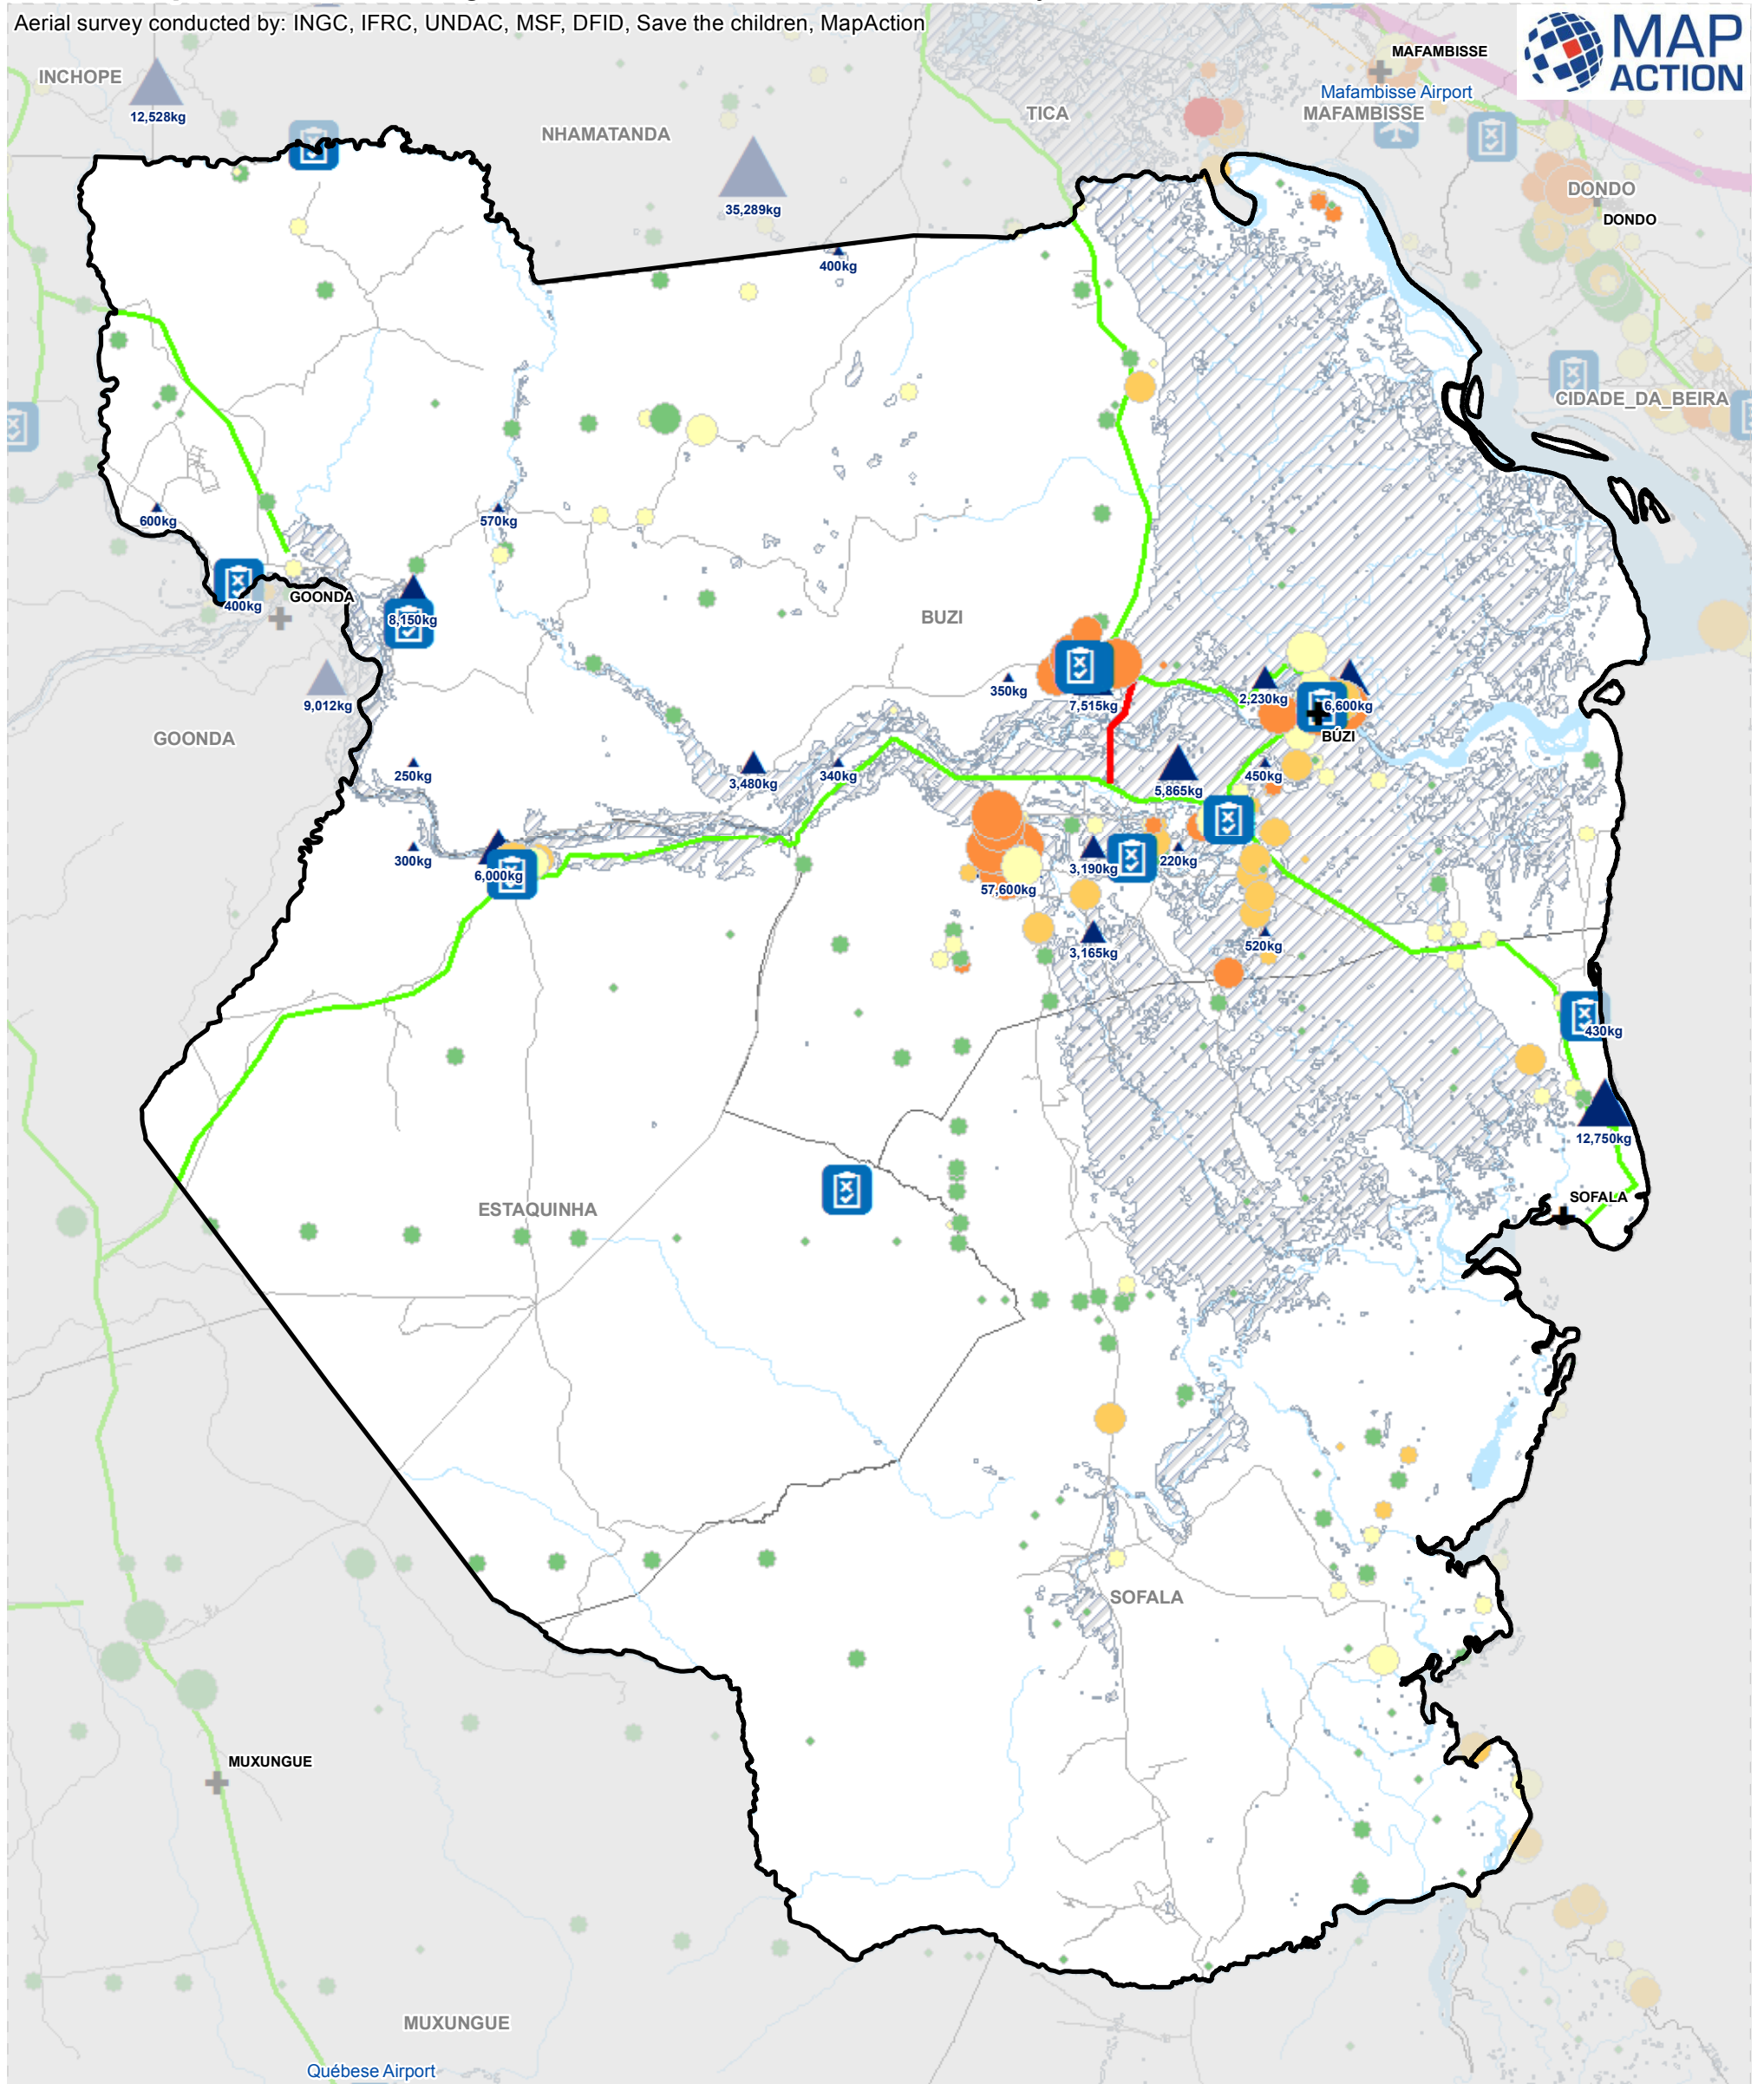 Aerial survey conducted by: INGC, IFRC, UNDAC, MSF, DFID, Save the children, MapAction
MAP
ACTION
MAFAMBISSE
INCHOPE
Mafambisse Airport
12,528kg
TICA
MAFAMBISSE
NHAMATANDA
DONDO
35,289kg
DONDO
400kg
CIDADE_DA_BEIRA
600kg
570kg
GOONDA
400kg
8,150kg
BUZI
350kg
2,230kg
9,012kg
7,515kg
6,600kg
BÚZI
GOONDA
250kg
3,480kg
340kg
450kg
5,865kg
300kg
220kg
3,190kg
6,000kg
57,600kg
520kg
3,165kg
430kg
12,750kg
SOFALA
ESTAQUINHA
SOFALA
MUXUNGUE
MUXUNGUE
Québese Airport